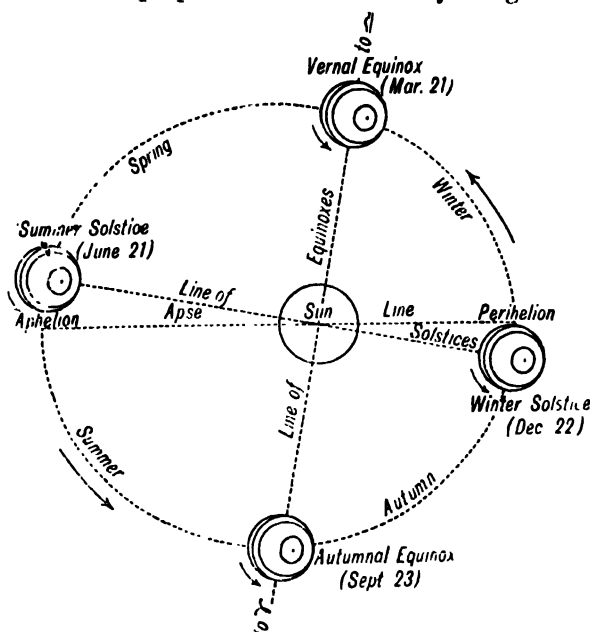 to
Vernal Equinox
(Mar. 21)
Spring
Winter
Equinoxes
Summer Solstice
(June 21)
Line of
Apse
Sun
Line
Perihelion
Solstices
Aphelion
Winter Solstice
(Dec 22)
Line of
Summer
Autumn
Autumnal Equinox
(Sept 23)
to